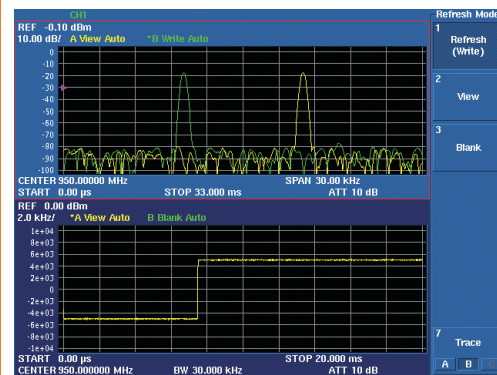 CH1
REF -0.10 dBm
10.00 dB/ A View Auto *B Write Auto
0
-10
-20
-30
-40
-50
-60
-70
-80
-90
-100
CENTER 950.00000 MHz SPAN 30.00 kHz
START 0.00 µs STOP 33.000 ms ATT 10 dB
REF 0.00 dBm
2.0 kHz/ *A View Auto B Blank Auto
1e+04
8e+03
6e+03
4e+03
2e+03
0
-2e+03
-4e+03
-6e+03
-8e+03
-1e+04
START 0.00 µs STOP 20.000 ms
CENTER 950.000000 MHz BW 30.000 kHz ATT 10 dB
Refresh Mode
1
Refresh
(Write)
2
View
3
Blank
7
Trace
A B